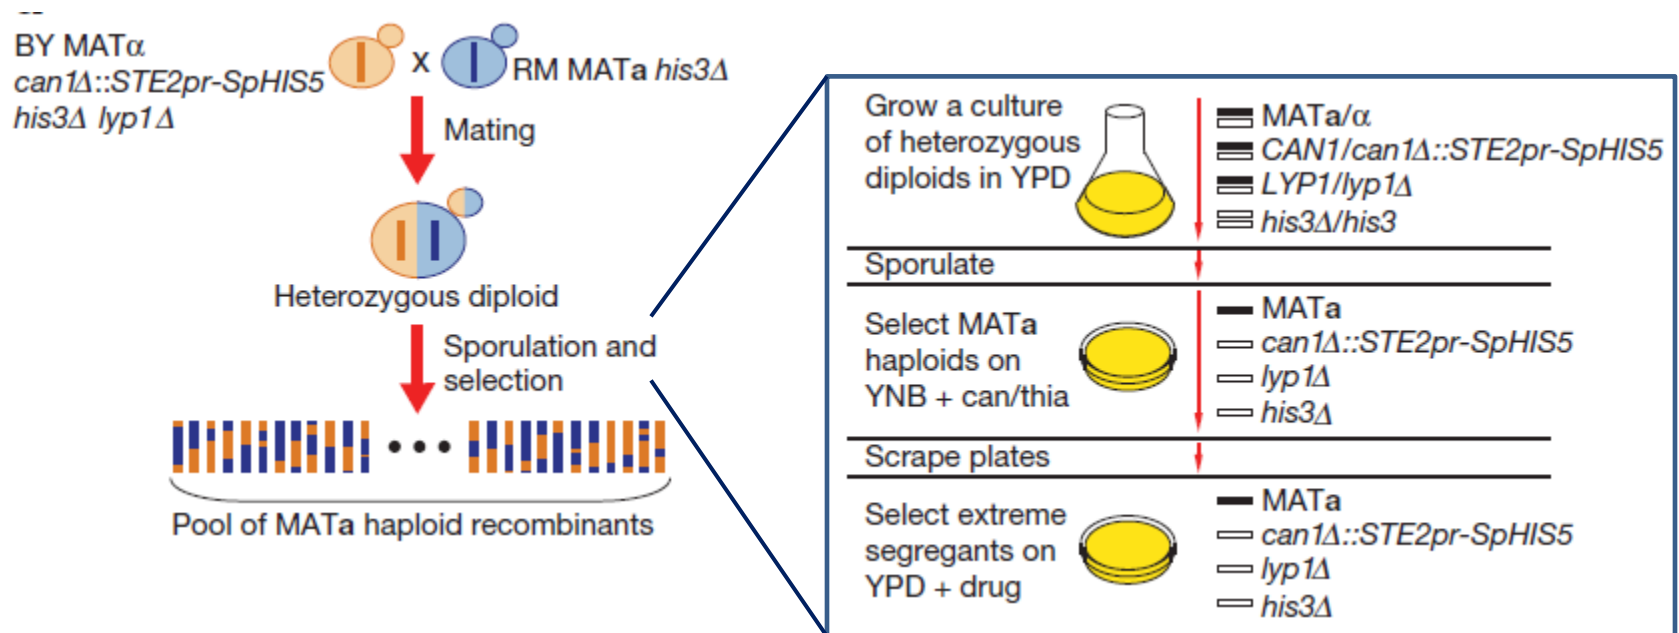 BY MATα
can1Δ::STE2pr-SpHIS5
his3Δ lyp1Δ
x
RM MATa his3Δ
Mating
Heterozygous diploid
Sporulation and
selection
Pool of MATa haploid recombinants
Grow a culture
of heterozygous
diploids in YPD
MATa/α
CAN1/can1Δ::STE2pr-SpHIS5
LYP1/lyp1Δ
his3Δ/his3
Sporulate
Select MATa
haploids on
YNB + can/thia
MATa
can1Δ::STE2pr-SpHIS5
lyp1Δ
his3Δ
Scrape plates
Select extreme
segregants on
YPD + drug
MATa
can1Δ::STE2pr-SpHIS5
lyp1Δ
his3Δ